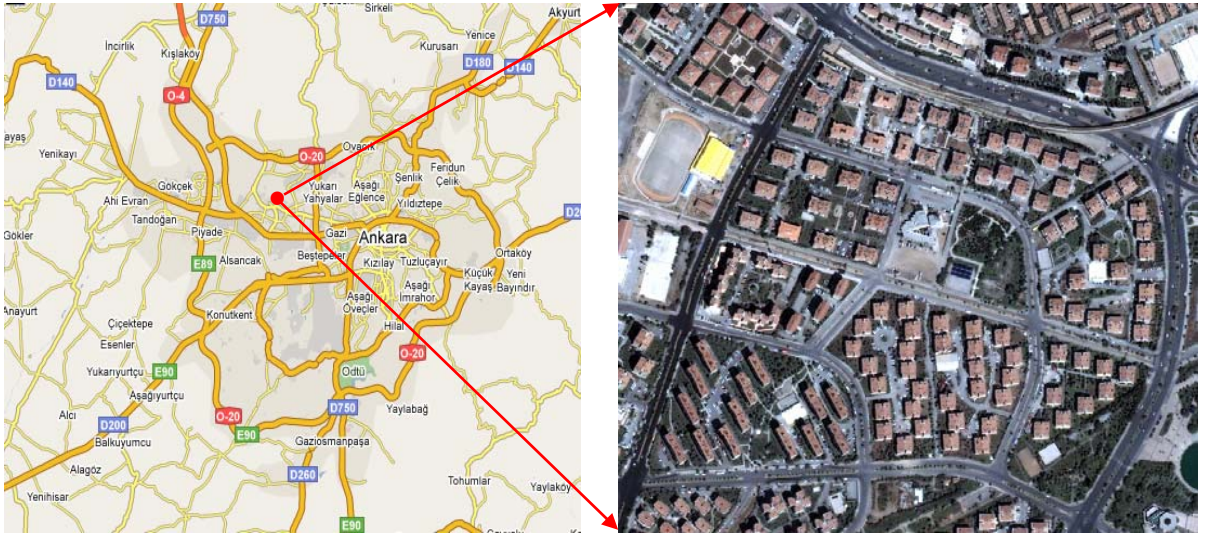 D750
Sirkeli
Akyurt
Yenice
İncirlik
Kışlaköy
Kurusarı
D140
D180
D140
O-4
ayaş
Yenikayı
O-20
Ovacık
Feridun
Çelik
Gökçek
Yukarı
Yahyalar
Aşağı
Eğlence
Şenlik
Ahi Evran
Yıldıztepe
Tandoğan
Gökler
Piyade
Gazi
Ankara
Beştepeler
Ortaköy
E89
Alsancak
Kızılay
Tuzluçayır
Küçük
Kayaş
Yeni
Bayındır
Aşağı
Öveçler
Aşağı
İmrahor
Anayurt
Konutkent
Hilal
Çiçektepe
Esenler
O-20
Yukarıyurtçu
E90
Odtü
Aşağıyurtçu
Alcı
O-20
D750
Yaylabağ
D200
E90
Balkuyumcu
Gaziosmanpaşa
Alagöz
D260
Tohumlar
Yaylaköy
Yenihisar
E90